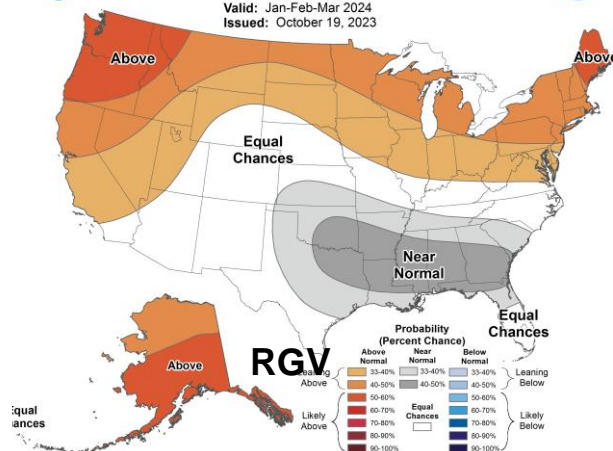 Valid: Jan-Feb-Mar 2024
Issued: October 19, 2023
Above
Above
Equal
Chances
Near
Normal
Equal
Chances
Above
RGV
Equal
Probability
(Percent Chance)
Above
Normal
Near
Normal
Below
Normal
Leaning
Above
33-40%
40-50%
33-40%
40-50%
33-40%
40-50%
Leaning
Below
Likely
Above
50-60%
60-70%
70-80%
80-90%
90-100%
Equal
Chances
50-60%
60-70%
70-80%
80-90%
90-100%
Likely
Below